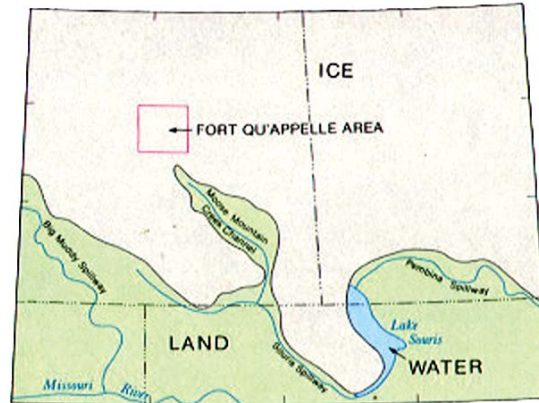 ICE
FORT QU'APPELLE AREA
Moose Mountain
Creek Channel
Big Muddy Spillway
Pembina Spillway
Lake
Souris
LAND
Souris Spillway
WATER
Missouri River